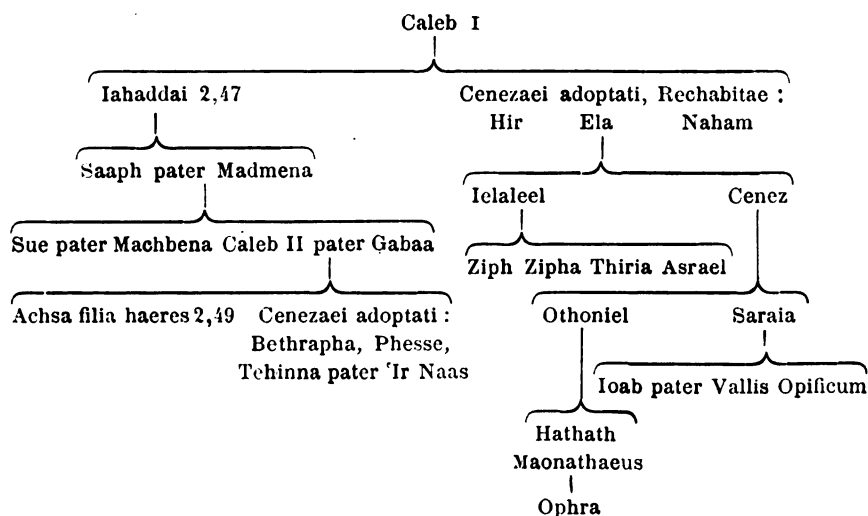 Caleb I
Iahaddai 2,47 Cenezaei adoptati, Rechabitae :
Hir Ela Naham
Saaph pater Madmena
Ielaleel Cenez
Sue pater Machbena Caleb II pater Gabaa
Ziph Zipha Thiria Asrael
Achsa filia haeres 2,49 Cenezaei adoptati :
Bethrapha, Phesse,
Tehinna pater ʿIr Naas
Othoniel Saraia
Ioab pater Vallis Opificum
Hathath
Maonathaeus
Ophra